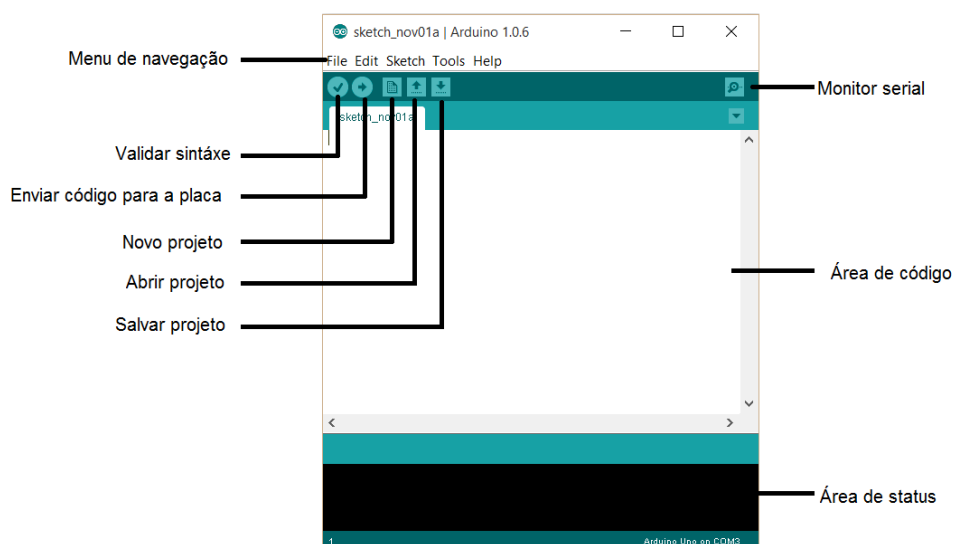 sketch_nov01a | Arduino 1.0.6
Menu de navegação
File Edit Sketch Tools Help
Monitor serial
sketch_nov01a
Validar sintáxe
Enviar código para a placa
Novo projeto
Área de código
Abrir projeto
Salvar projeto
Área de status
1
Arduino Uno on COM3